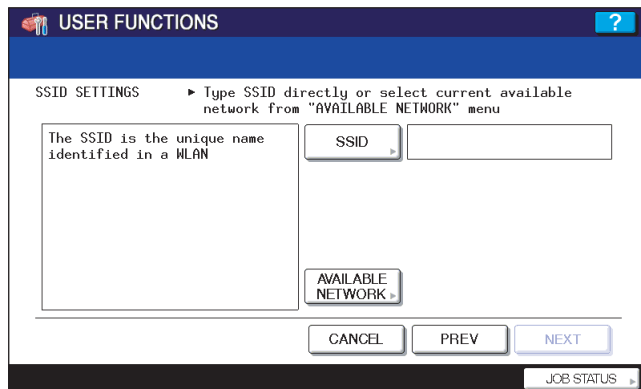 USER FUNCTIONS
?
SSID SETTINGS
▶ Type SSID directly or select current available
network from "AVAILABLE NETWORK" menu
The SSID is the unique name
identified in a WLAN
SSID
AVAILABLE
NETWORK
CANCEL
PREV
NEXT
JOB STATUS